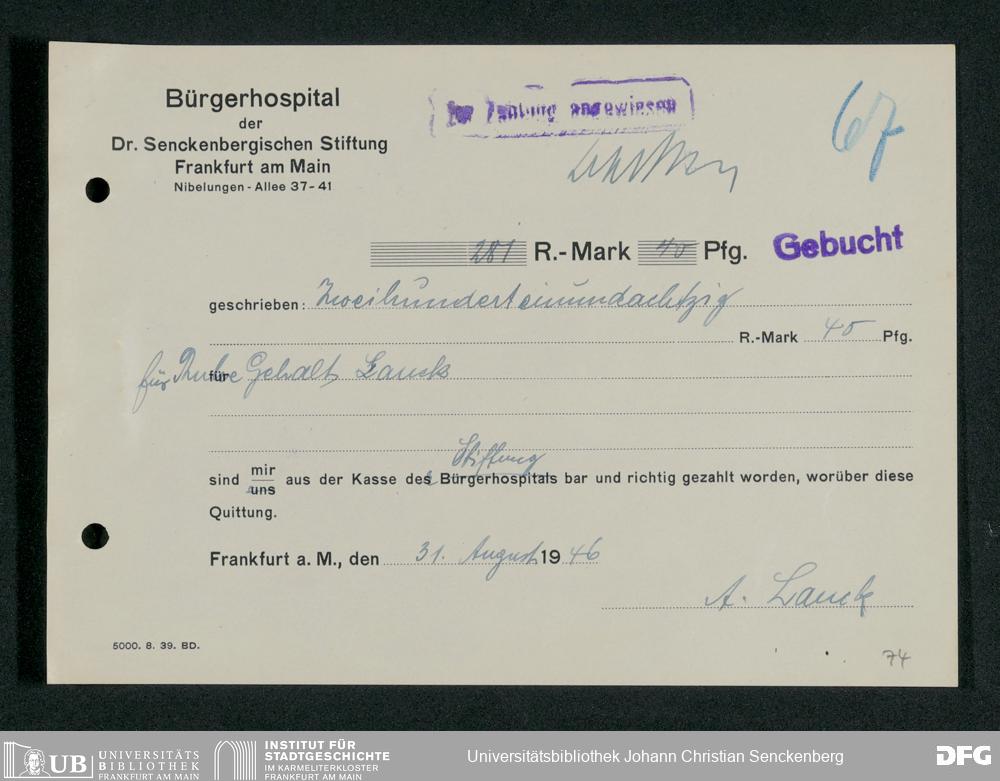 Bürgerhospital
der
Dr. Senckenbergischen Stiftung
Frankfurt am Main
Nibelungen-Allee 37-41
Zur Zahlung angewiesen
67
281 R.-Mark 40 Pfg.
Gebucht
geschrieben: Zweihunderteinundachtzig
R.-Mark 40 Pfg.
für Gehalt Lauck
für
Stiftung
sind mir
uns aus der Kasse des Bürgerhospitals bar und richtig gezahlt worden, worüber diese
Quittung.
Frankfurt a. M., den 31. August 1946
A. Lauck
5000. 8. 39. BD.
74
UB UNIVERSITÄTS
BIBLIOTHEK
FRANKFURT AM MAIN
INSTITUT FÜR
STADTGESCHICHTE
IM KARMELITERKLOSTER
FRANKFURT AM MAIN
Universitätsbibliothek Johann Christian Senckenberg
DFG